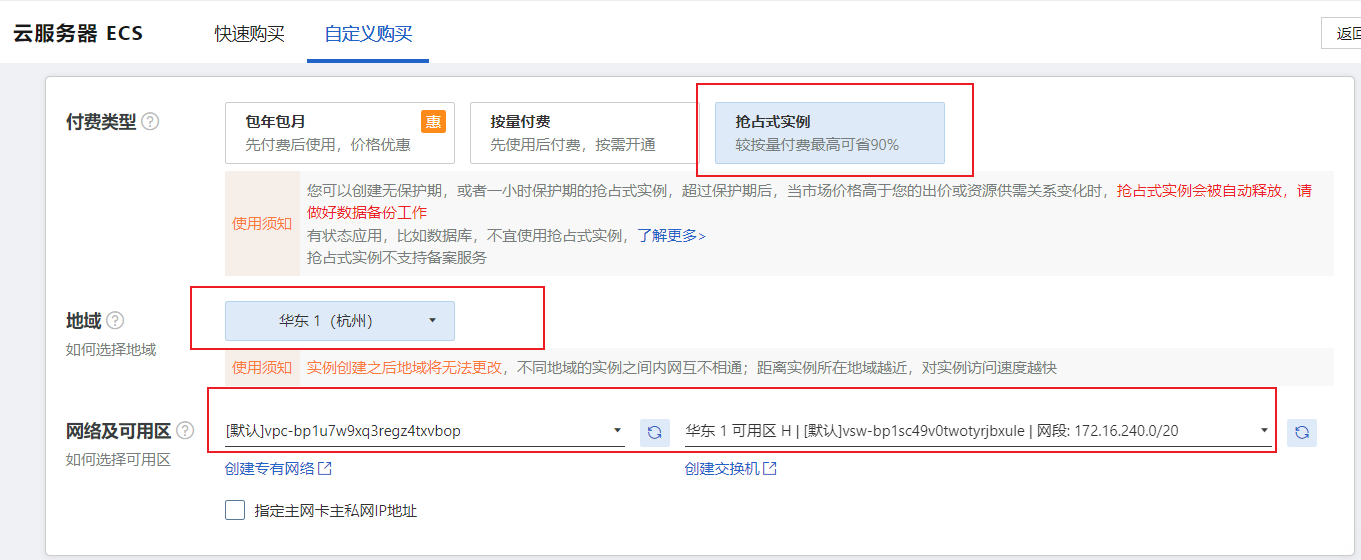 云服务器 ECS
快速购买
自定义购买
返回
付费类型
包年包月
惠
先付费后使用，价格优惠
按量付费
先使用后付费，按需开通
抢占式实例
较按量付费最高可省90%
使用须知
您可以创建无保护期，或者一小时保护期的抢占式实例，超过保护期后，当市场价格高于您的出价或资源供需关系变化时，抢占式实例会被自动释放，请
做好数据备份工作
有状态应用，比如数据库，不宜使用抢占式实例，了解更多>
抢占式实例不支持备案服务
地域
如何选择地域
华东 1（杭州）
使用须知
实例创建之后地域将无法更改，不同地域的实例之间内网互不相通；距离实例所在地域越近，对实例访问速度越快
网络及可用区
如何选择可用区
[默认]vpc-bp1u7w9xq3regz4txvbop
华东 1 可用区 H | [默认]vsw-bp1sc49v0twotyrjbxule | 网段: 172.16.240.0/20
创建专有网络
创建交换机
指定主网卡主私网IP地址